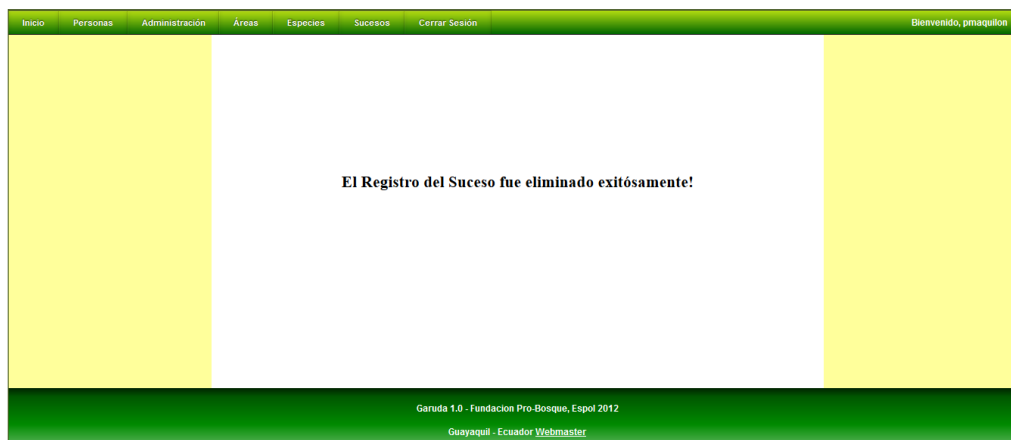 Inicio Personas Administración Áreas Especies Sucesos Cerrar Sesión Bienvenido, pmaquilon
El Registro del Suceso fue eliminado exitósamente!
Garuda 1.0 - Fundacion Pro-Bosque, Espol 2012
Guayaquil - Ecuador Webmaster